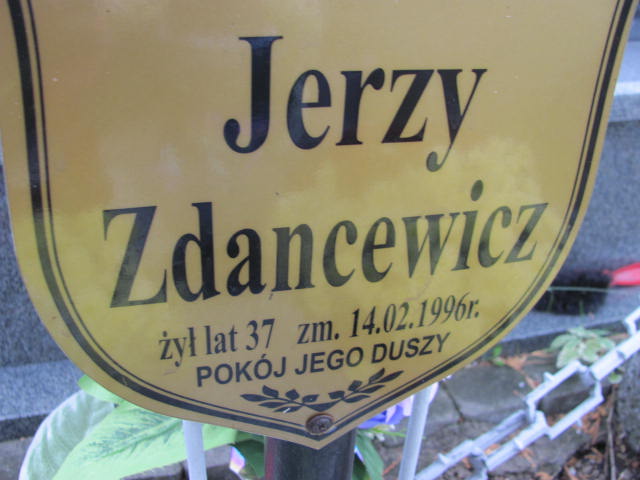 Jerzy
Zdancewicz
żył lat 37 zm. 14.02.1996r.
POKÓJ JEGO DUSZY